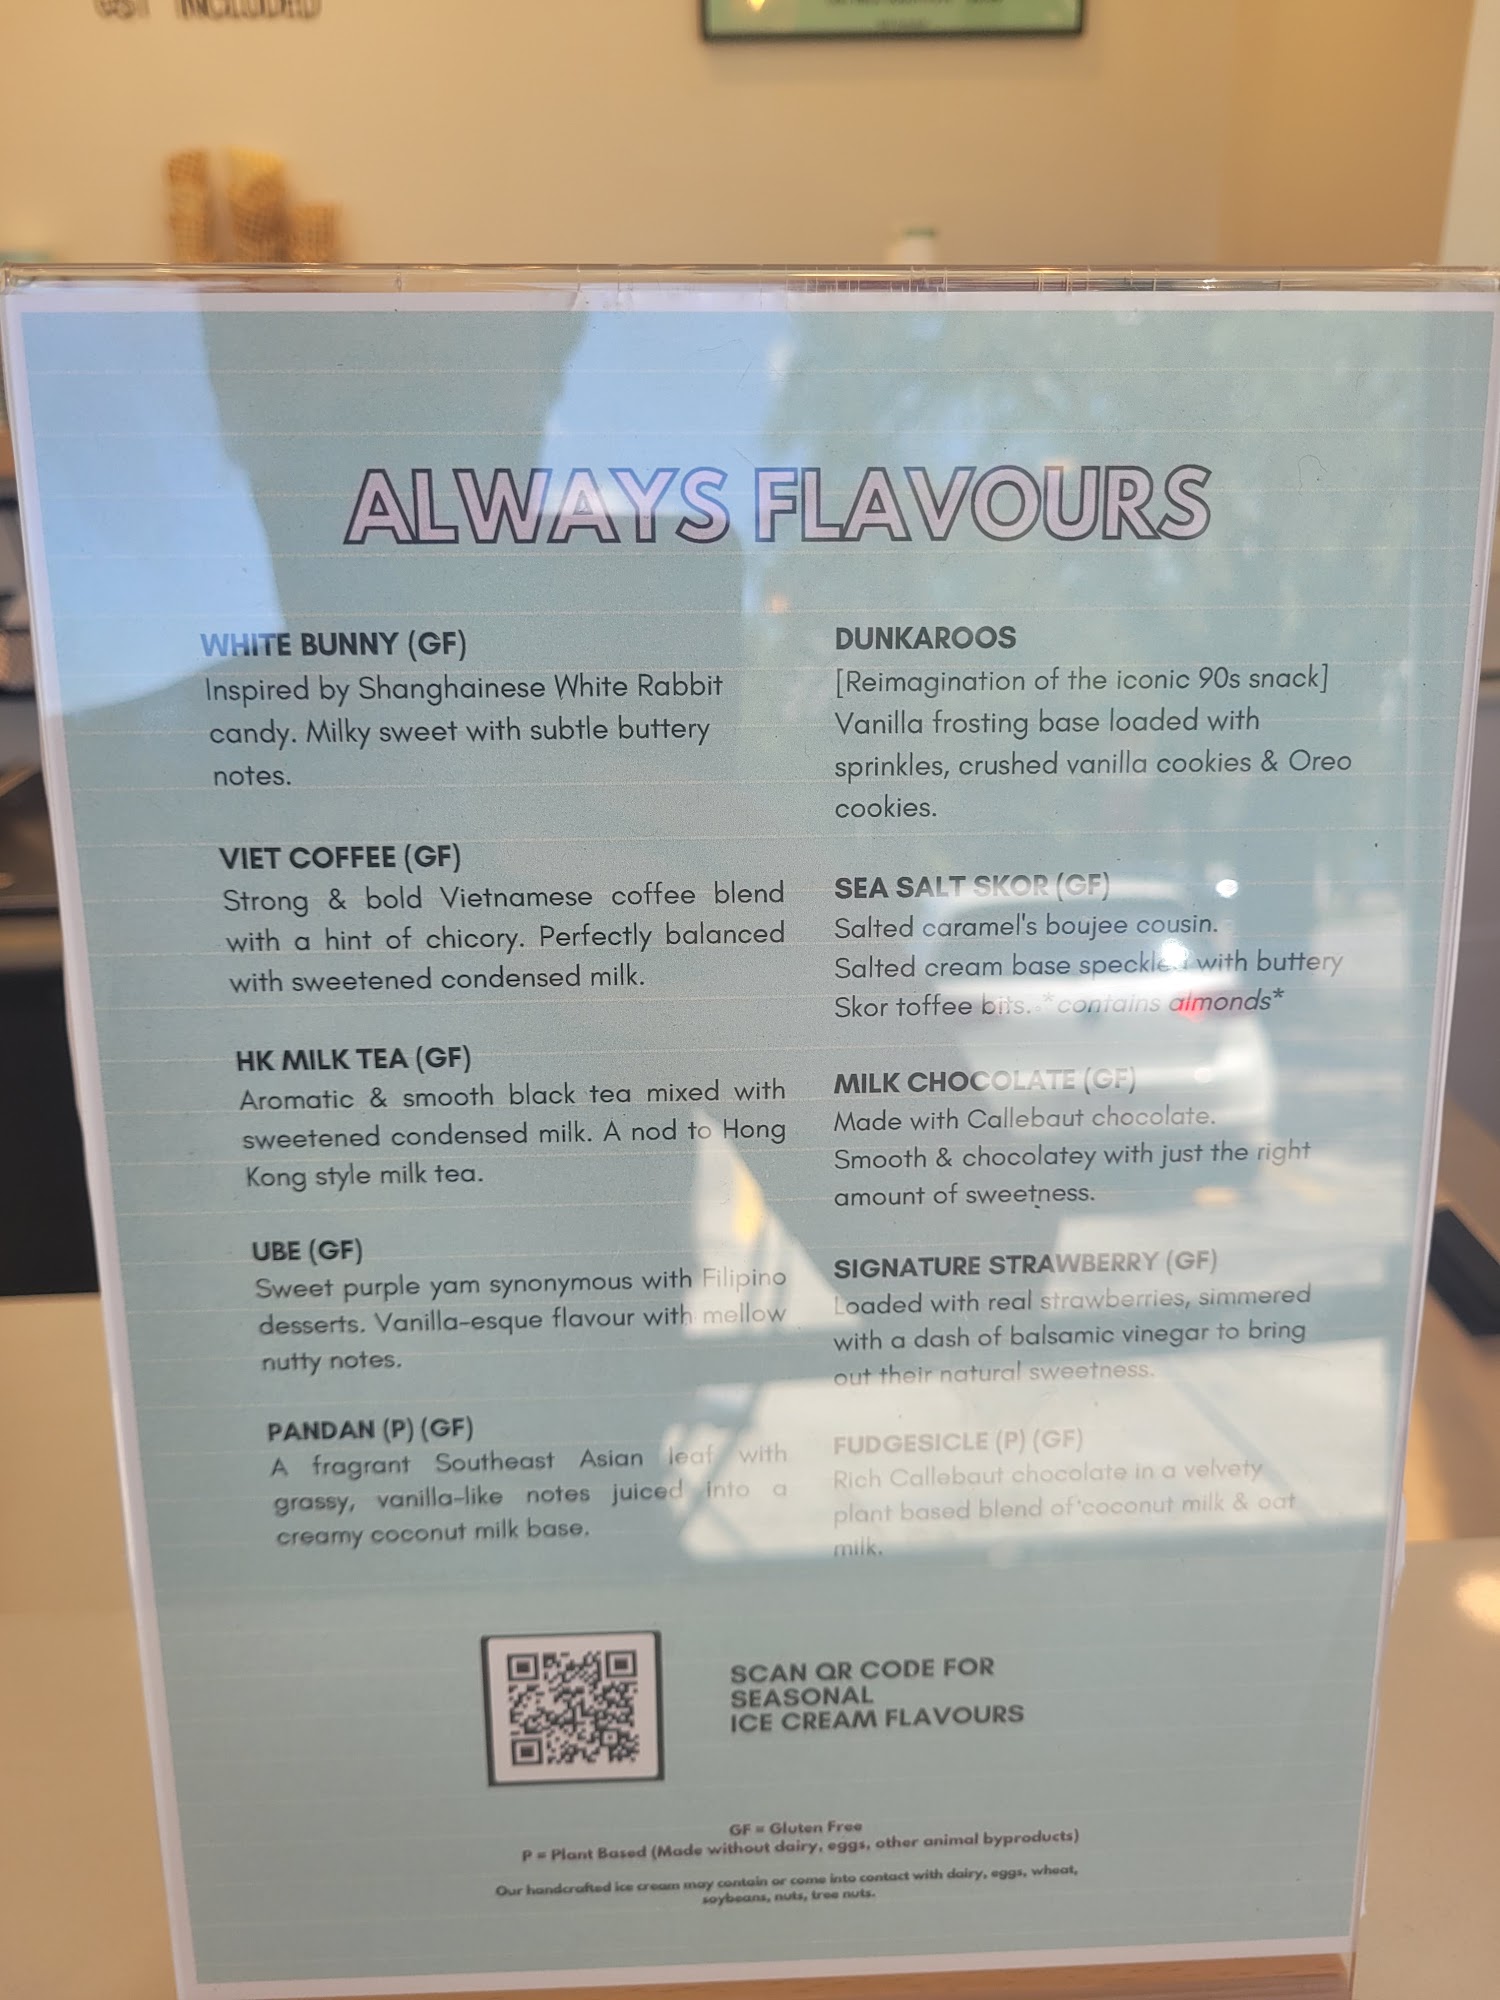 INCLUDED
ALWAYS FLAVOURS
WHITE BUNNY (GF)
Inspired by Shanghainese White Rabbit
candy. Milky sweet with subtle buttery
notes.
VIET COFFEE (GF)
Strong & bold Vietnamese coffee blend
with a hint of chicory. Perfectly balanced
with sweetened condensed milk.
HK MILK TEA (GF)
Aromatic & smooth black tea mixed with
sweetened condensed milk. A nod to Hong
Kong style milk tea.
UBE (GF)
Sweet purple yam synonymous with Filipino
desserts. Vanilla-esque flavour with mellow
nutty notes.
PANDAN (P) (GF)
A fragrant Southeast Asian leaf with
grassy, vanilla-like notes juiced into a
creamy coconut milk base.
DUNKAROOS
[Reimagination of the iconic 90s snack]
Vanilla frosting base loaded with
sprinkles, crushed vanilla cookies & Oreo
cookies.
SEA SALT SKOR (GF)
Salted caramel's boujee cousin.
Salted cream base speckled with buttery
Skor toffee bits. *contains almonds*
MILK CHOCOLATE (GF)
Made with Callebaut chocolate.
Smooth & chocolatey with just the right
amount of sweetness.
SIGNATURE STRAWBERRY (GF)
Loaded with real strawberries, simmered
with a dash of balsamic vinegar to bring
out their natural sweetness.
FUDGESICLE (P) (GF)
Rich Callebaut chocolate in a velvety
plant based blend of coconut milk & oat
milk.
SCAN QR CODE FOR
SEASONAL
ICE CREAM FLAVOURS
GF = Gluten Free
P = Plant Based (Made without dairy, eggs, other animal byproducts)
Our handcrafted ice cream may contain or come into contact with dairy, eggs, wheat,
soybeans, nuts, tree nuts.